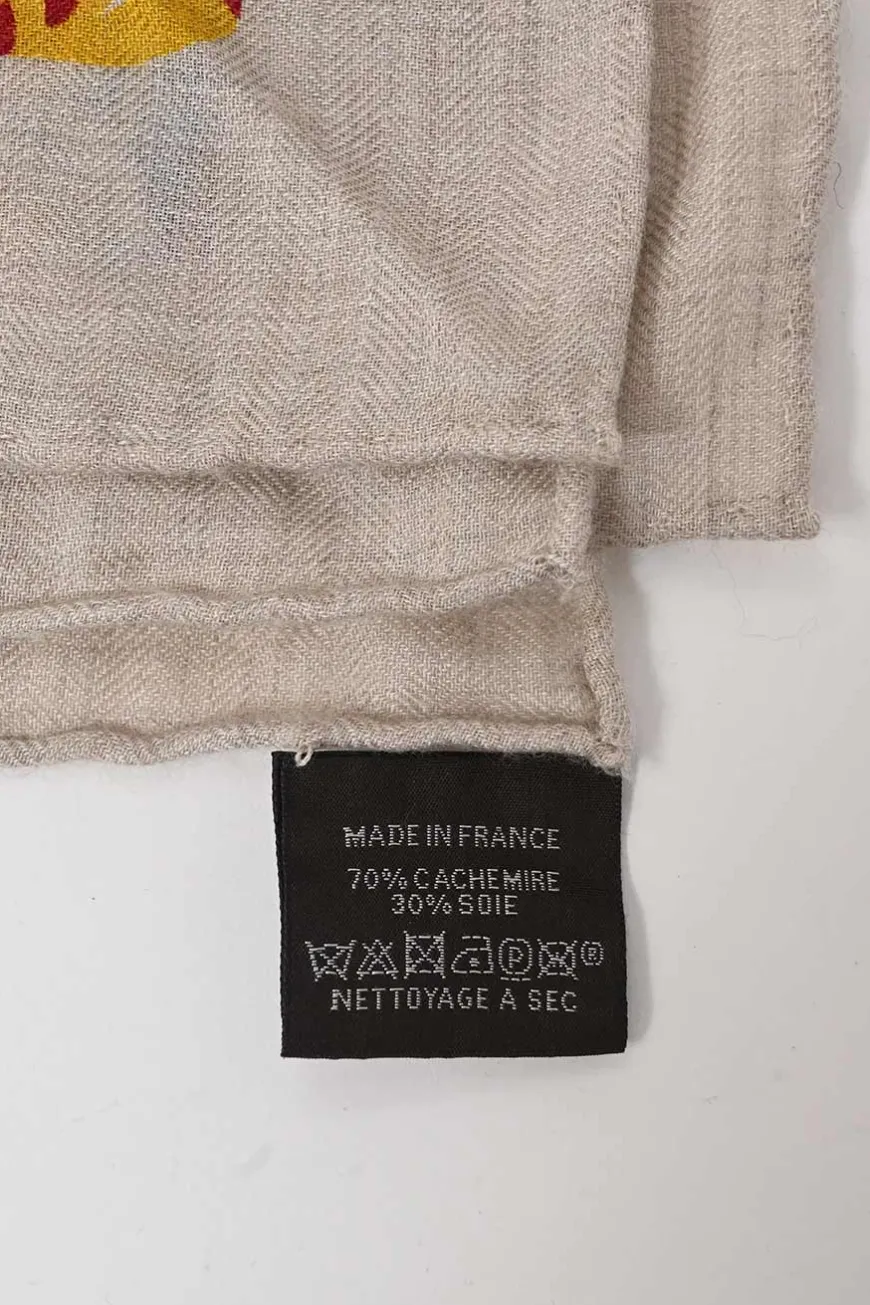 MADE IN FRANCE
70% CACHEMIRE
30% SOIE
P ®
NETTOYAGE A SEC